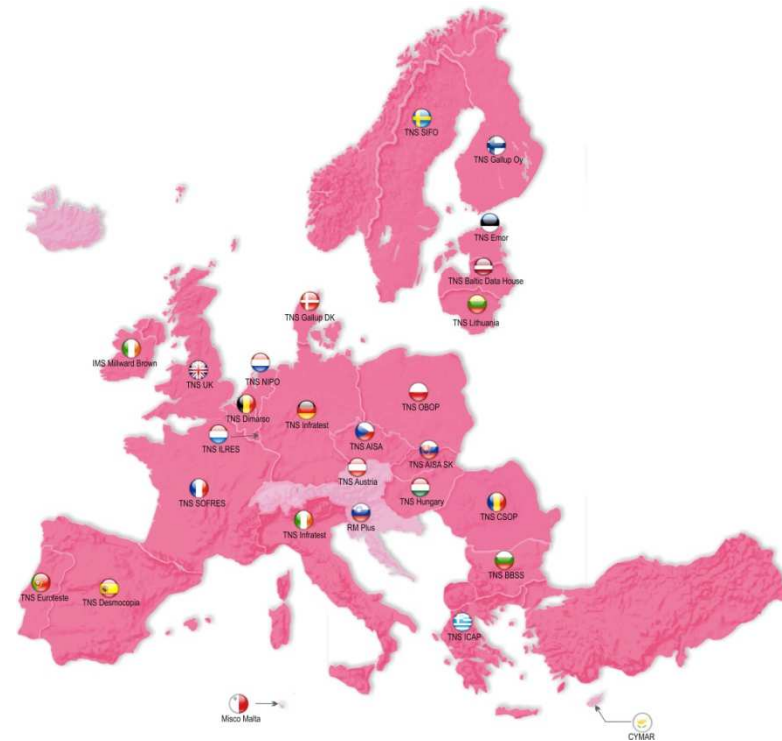 TNS SIFO
TNS Gallup Oy
TNS Emor
TNS Baltic Data House
TNS Lithuania
TNS Gallup DK
IMS Millward Brown
TNS UK
TNS NIPO
TNS Dimarso
TNS Infratest
TNS OBOP
TNS ILRES
TNS AISA
TNS AISA SK
TNS Austria
TNS SOFRES
TNS Hungary
TNS CSOP
TNS Infratest
RM Plus
TNS BBSS
TNS Euroteste
TNS Desmocopia
TNS ICAP
Misco Malta
CYMAR